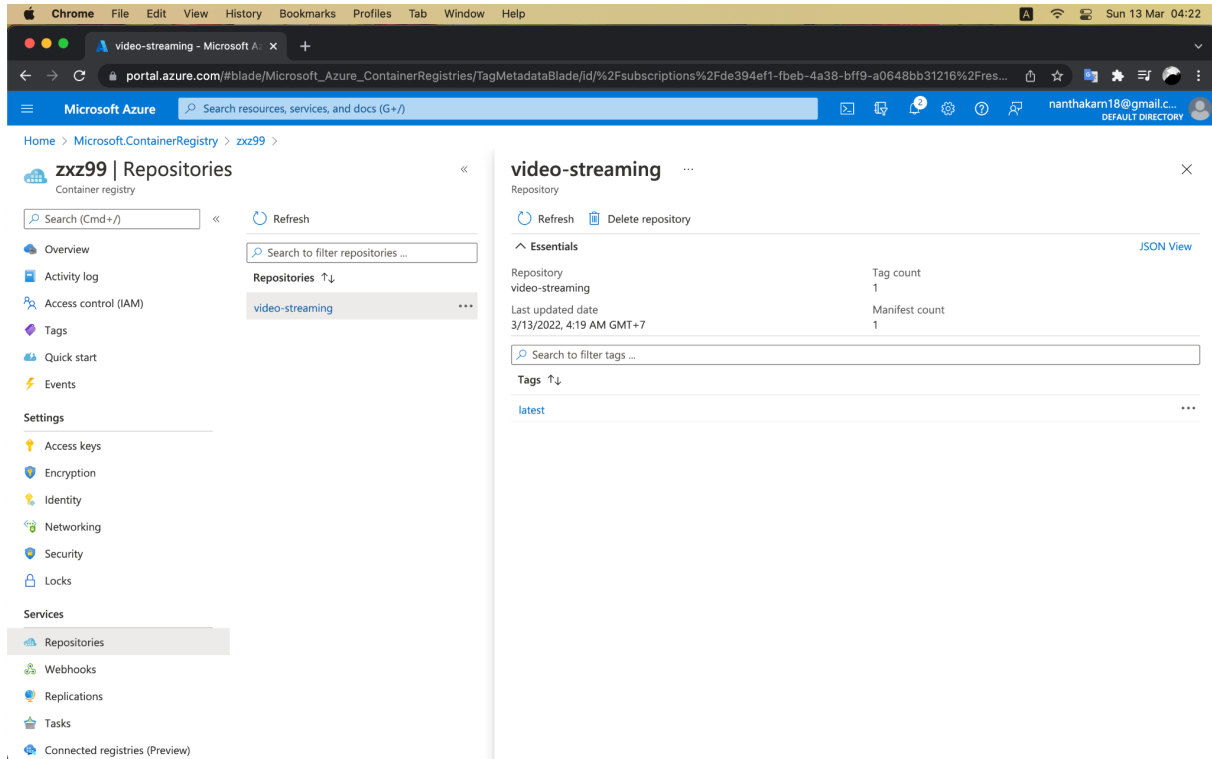 Chrome File Edit View History Bookmarks Profiles Tab Window Help A Sun 13 Mar 04:22
video-streaming - Microsoft A
portal.azure.com/#blade/Microsoft_Azure_ContainerRegistries/TagMetadataBlade/id/%2Fsubscriptions%2Fde394ef1-fbeb-4a38-bff9-a0648bb31216%2Fres...
Microsoft Azure Search resources, services, and docs (G+/) 2 nanthakarn18@gmail.c...
DEFAULT DIRECTORY
Home > Microsoft.ContainerRegistry > zxz99 >
zxz99 | Repositories
Container registry
Search (Cmd+/)
Overview
Activity log
Access control (IAM)
Tags
Quick start
Events
Settings
Access keys
Encryption
Identity
Networking
Security
Locks
Services
Repositories
Webhooks
Replications
Tasks
Connected registries (Preview)
Refresh
Search to filter repositories ...
Repositories ↑↓
video-streaming ...
video-streaming ...
Repository
Refresh Delete repository
Essentials JSON View
Repository Tag count
video-streaming 1
Last updated date Manifest count
3/13/2022, 4:19 AM GMT+7 1
Search to filter tags ...
Tags ↑↓
latest ...